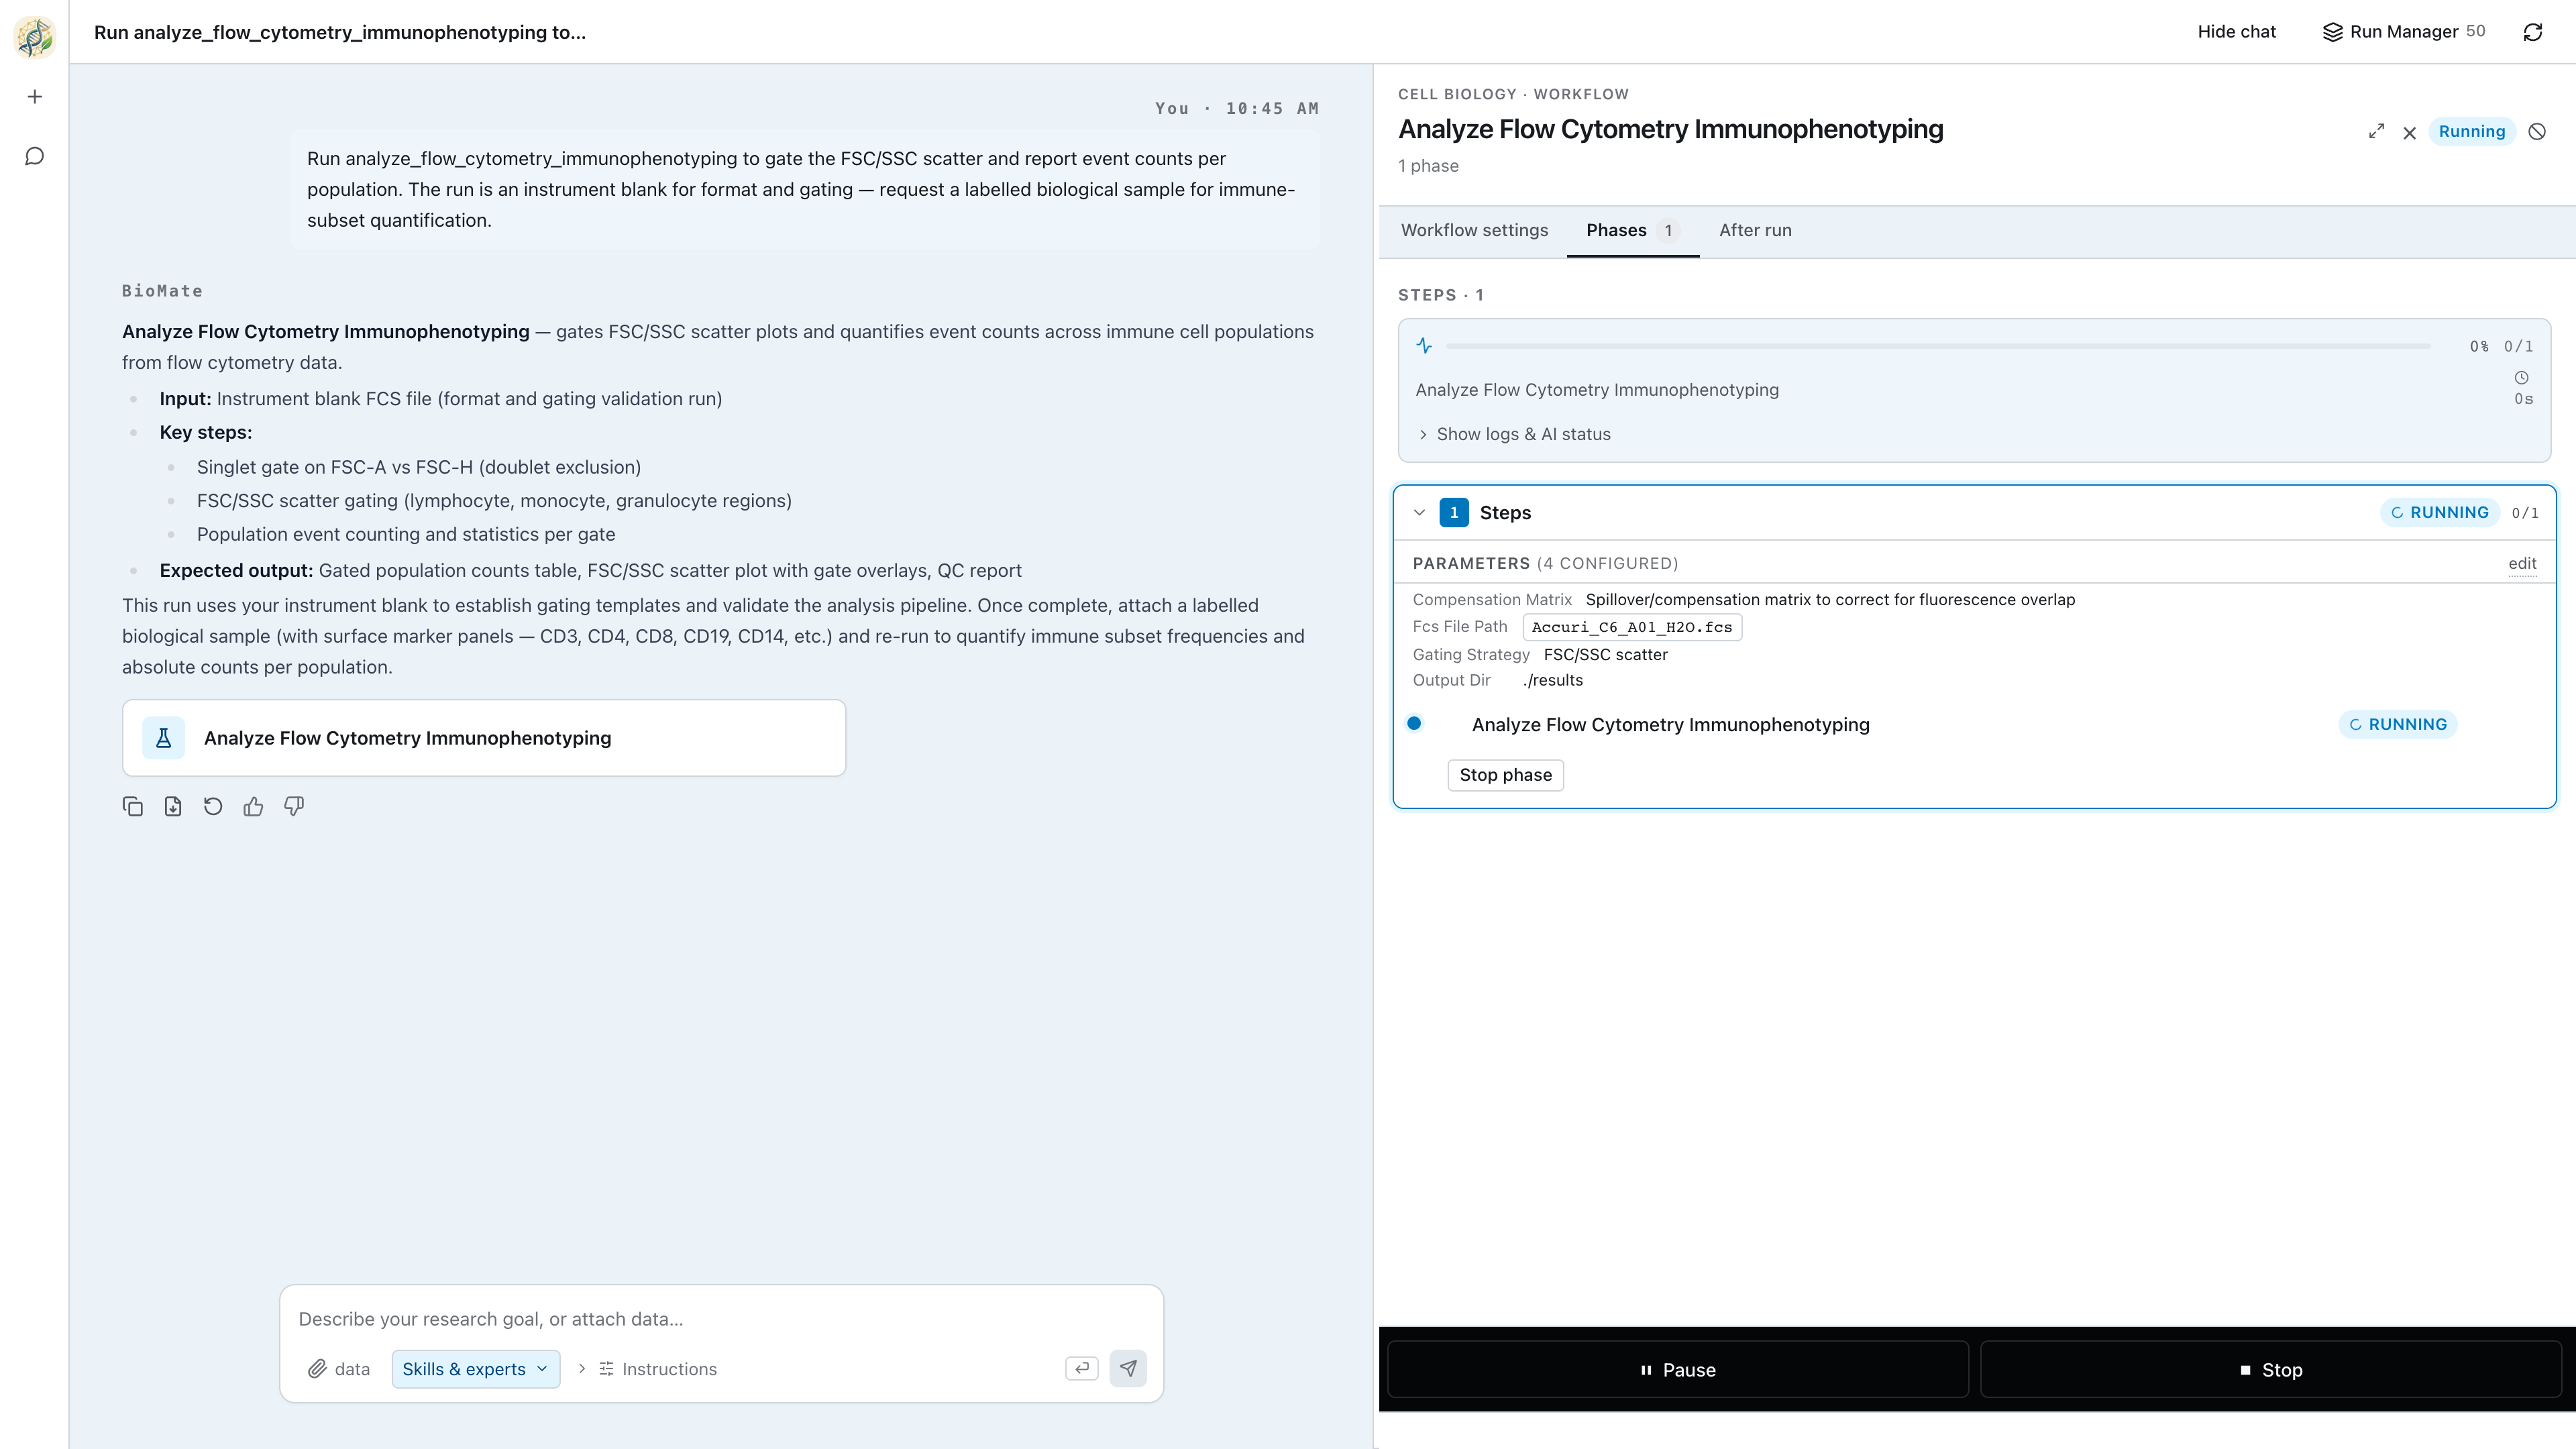 Run analyze_flow_cytometry_immunophenotyping to...
Hide chat
Run Manager 50
You · 10:45 AM
Run analyze_flow_cytometry_immunophenotyping to gate the FSC/SSC scatter and report event counts per
population. The run is an instrument blank for format and gating — request a labelled biological sample for immune-
subset quantification.
BioMate
Analyze Flow Cytometry Immunophenotyping — gates FSC/SSC scatter plots and quantifies event counts across immune cell populations
from flow cytometry data.
Input: Instrument blank FCS file (format and gating validation run)
Key steps:
Singlet gate on FSC-A vs FSC-H (doublet exclusion)
FSC/SSC scatter gating (lymphocyte, monocyte, granulocyte regions)
Population event counting and statistics per gate
Expected output: Gated population counts table, FSC/SSC scatter plot with gate overlays, QC report
This run uses your instrument blank to establish gating templates and validate the analysis pipeline. Once complete, attach a labelled
biological sample (with surface marker panels — CD3, CD4, CD8, CD19, CD14, etc.) and re-run to quantify immune subset frequencies and
absolute counts per population.
Analyze Flow Cytometry Immunophenotyping
Describe your research goal, or attach data...
data
Skills & experts
Instructions
CELL BIOLOGY · WORKFLOW
Analyze Flow Cytometry Immunophenotyping
Running
1 phase
Workflow settings
Phases 1
After run
STEPS · 1
0% 0/1
Analyze Flow Cytometry Immunophenotyping
0s
Show logs & AI status
1 Steps
RUNNING 0/1
PARAMETERS (4 CONFIGURED)
edit
Compensation Matrix Spillover/compensation matrix to correct for fluorescence overlap
Fcs File Path Accuri_C6_A01_H2O.fcs
Gating Strategy FSC/SSC scatter
Output Dir ./results
Analyze Flow Cytometry Immunophenotyping
RUNNING
Stop phase
Pause
Stop